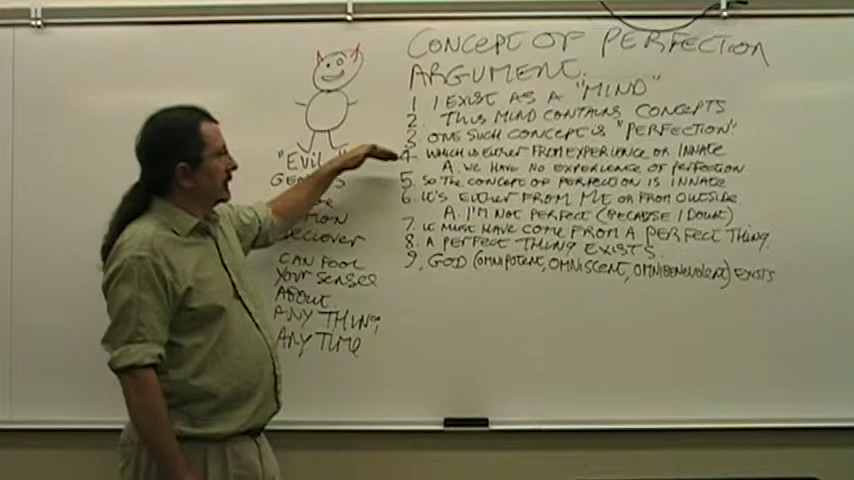 CONCEPT OF PERFECTION
ARGUMENT.
1 I EXIST AS A "MIND"
2. THIS MIND CONTAINS CONCEPTS
3 ONE SUCH CONCEPT IS "PERFECTION".
4. WHICH IS EITHER FROM EXPERIENCE OR INNATE
A. WE HAVE NO EXPERIENCE OF PERFECTION
5. SO THE CONCEPT OF PERFECTION IS INNATE
6. IT'S EITHER FROM ME OR FROM OUTSIDE.
A. I'M NOT PERFECT (BECAUSE I DOUBT)
7. IT MUST HAVE COME FROM A PERFECT THING.
8. A PERFECT THING EXISTS.
9. GOD (OMNIPOTENT, OMNISCIENT, OMNIBENEVOLENT) EXISTS
"EVIL
CAN FOOL
YOUR SENSES
ABOUT
ANY THING,
ANY TIME